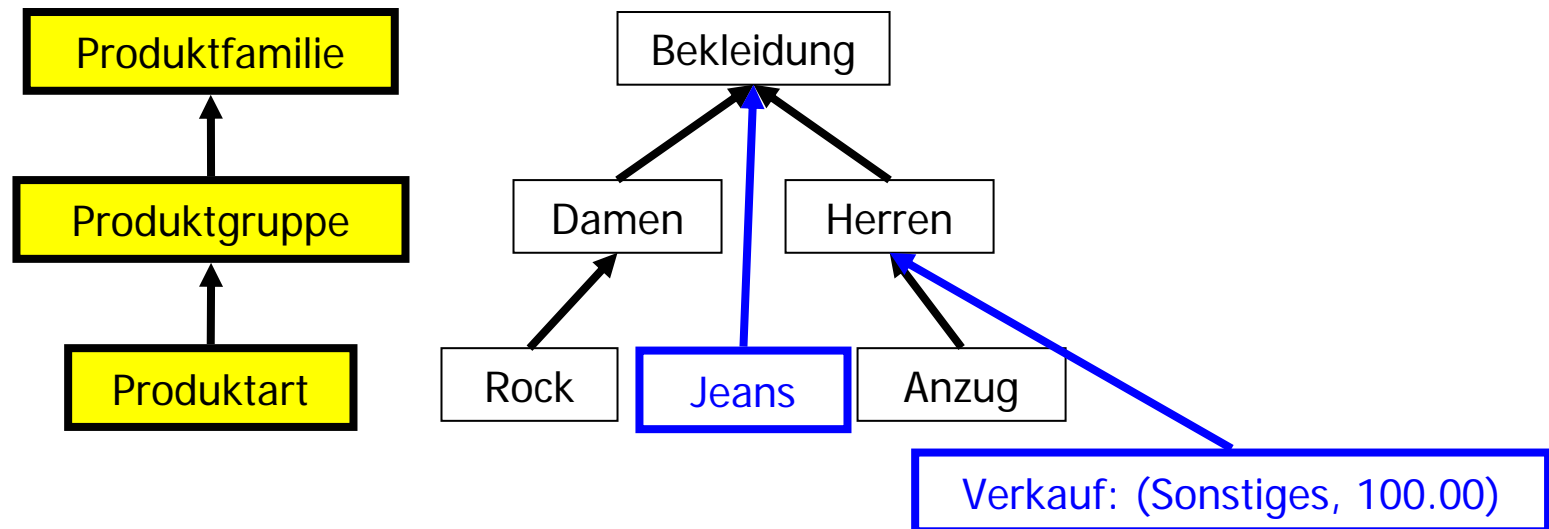 Produktfamilie
Bekleidung
Produktgruppe
Damen
Herren
Produktart
Rock
Jeans
Anzug
Verkauf: (Sonstiges, 100.00)